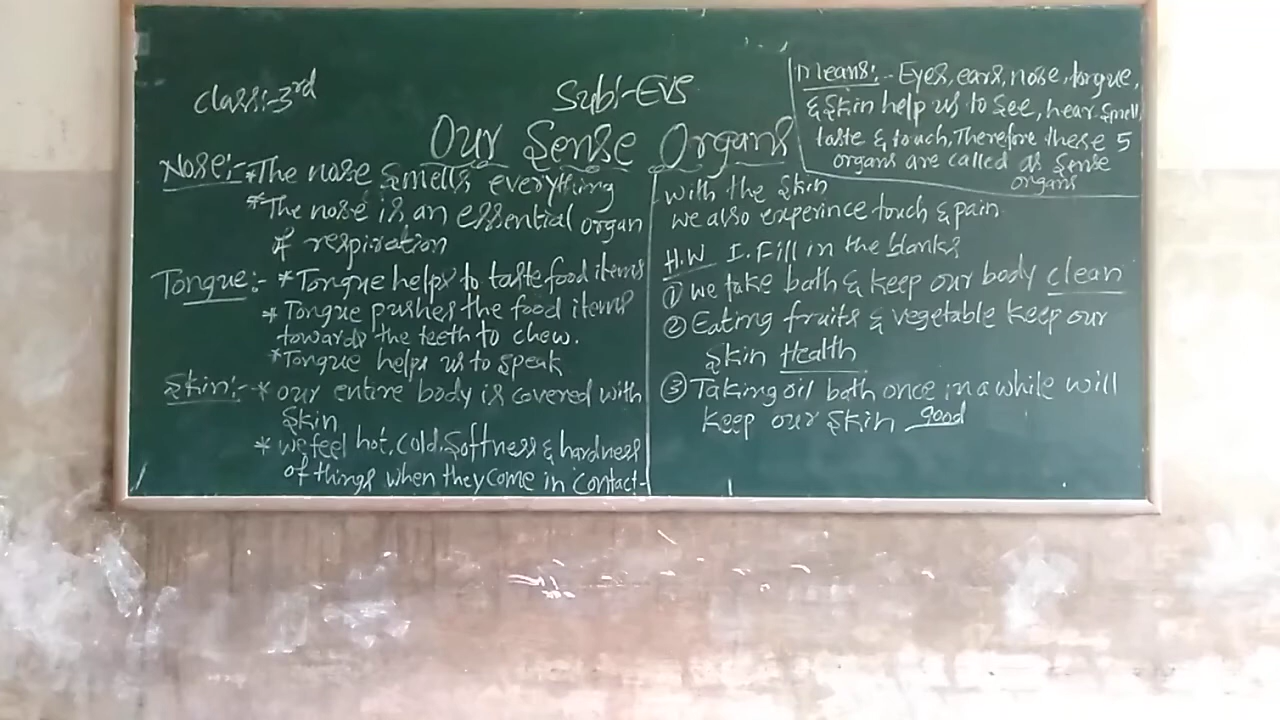 Class:-3rd
Sub:-EVS
Our Sense Organs
Means:- Eyes, ears, nose, tongue,
& Skin help us to see, hear smell,
taste & touch, Therefore these 5
organs are called as sense
organs
Nose:- *The nose smells everything
*The nose is an essential organ
of respiration
Tongue:- *Tongue helps to taste food items
* Tongue pushes the food items
towards the teeth to chew.
*Tongue helps us to speak
Skin:- * our entire body is covered with
skin
* we feel hot, cold, softness & hardness
of things when they come in contact-
with the skin
we also experince touch & pain
H.W I. Fill in the blanks
① we take bath & keep our body clean
② Eating fruits & vegetable keep our
skin Health
③ Taking oil bath once in a while will
keep our skin good